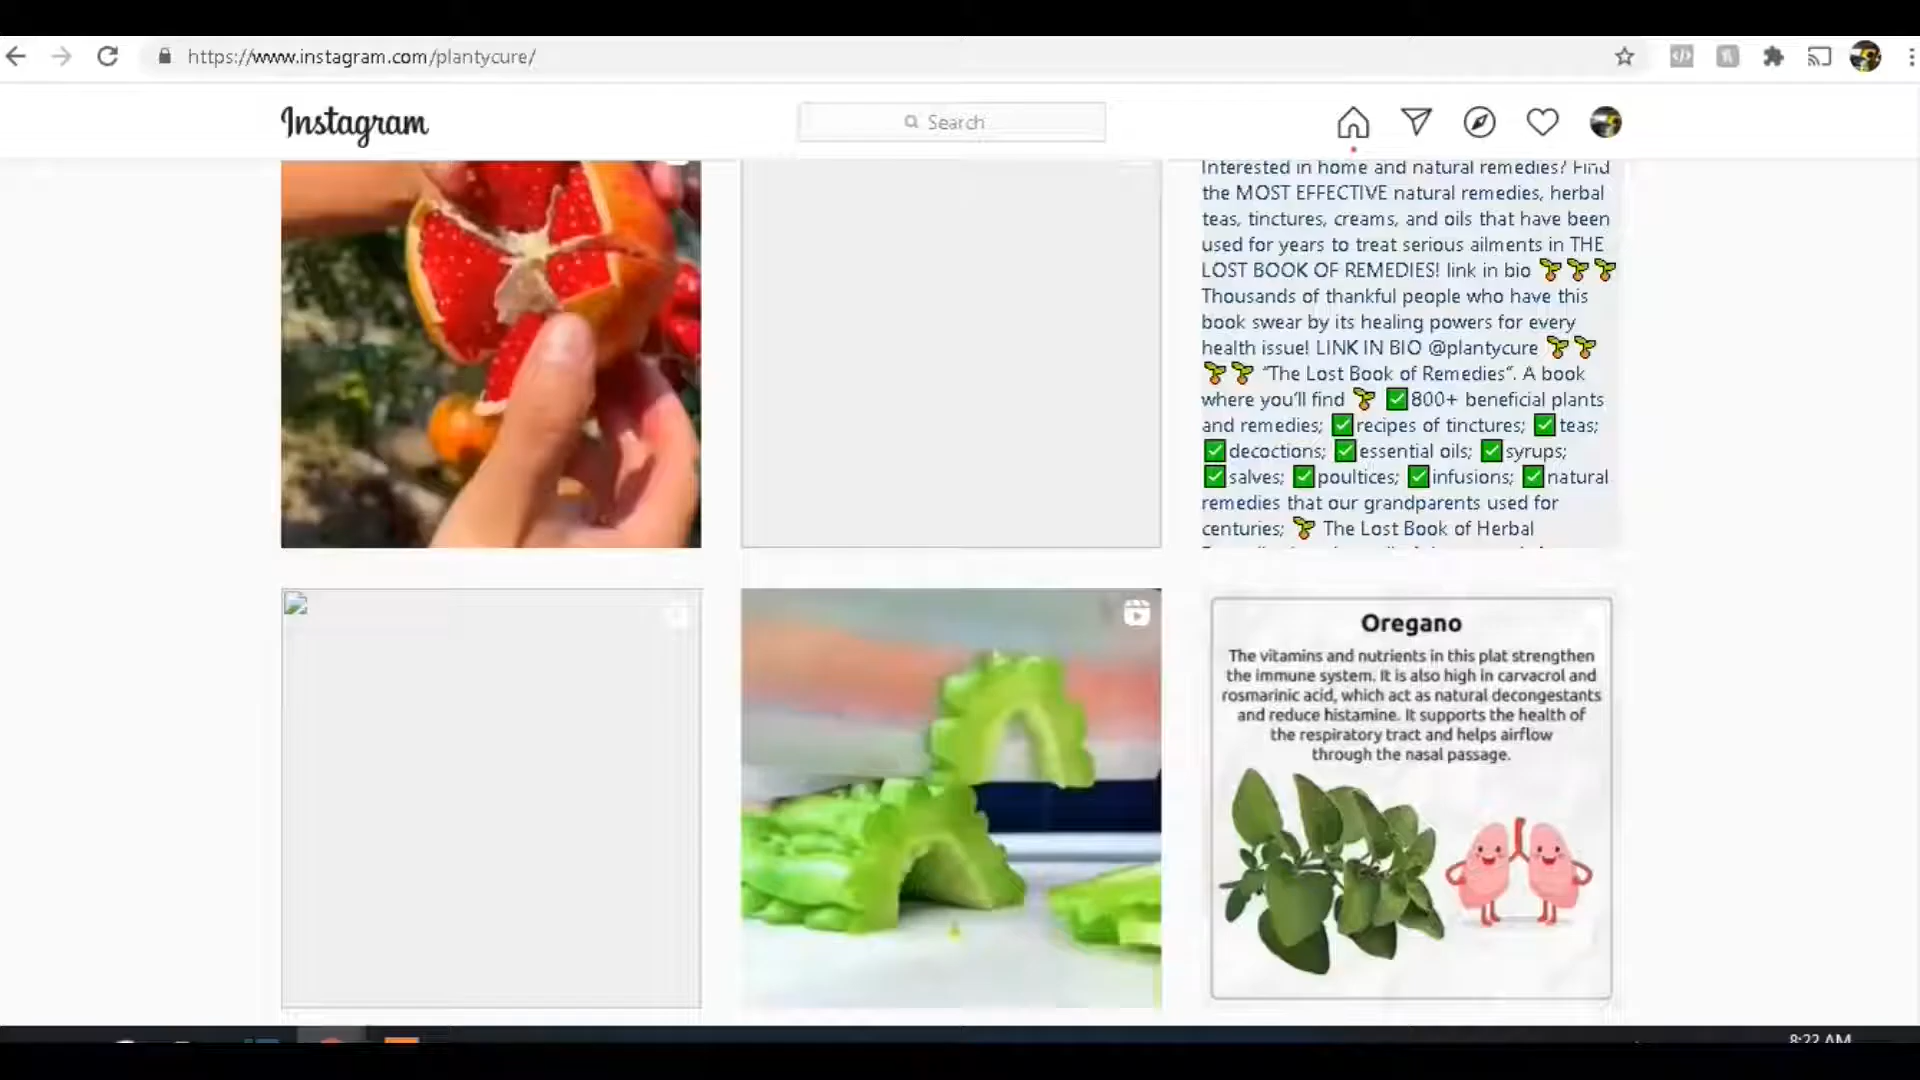 https://www.instagram.com/plantycure/
Instagram
Search
Interested in home and natural remedies? Find
the MOST EFFECTIVE natural remedies, herbal
teas, tinctures, creams, and oils that have been
used for years to treat serious ailments in THE
LOST BOOK OF REMEDIES! link in bio 🌱🌱🌱
Thousands of thankful people who have this
book swear by its healing powers for every
health issue! LINK IN BIO @plantycure 🌱🌱
🌱🌱 “The Lost Book of Remedies”. A book
where you’ll find 🌱 ✅800+ beneficial plants
and remedies; ✅recipes of tinctures; ✅teas;
✅decoctions; ✅essential oils; ✅syrups;
✅salves; ✅poultices; ✅infusions; ✅natural
remedies that our grandparents used for
centuries; 🌱 The Lost Book of Herbal
Oregano
The vitamins and nutrients in this plat strengthen
the immune system. It is also high in carvacrol and
rosmarinic acid, which act as natural decongestants
and reduce histamine. It supports the health of
the respiratory tract and helps airflow
through the nasal passage.
8:22 AM